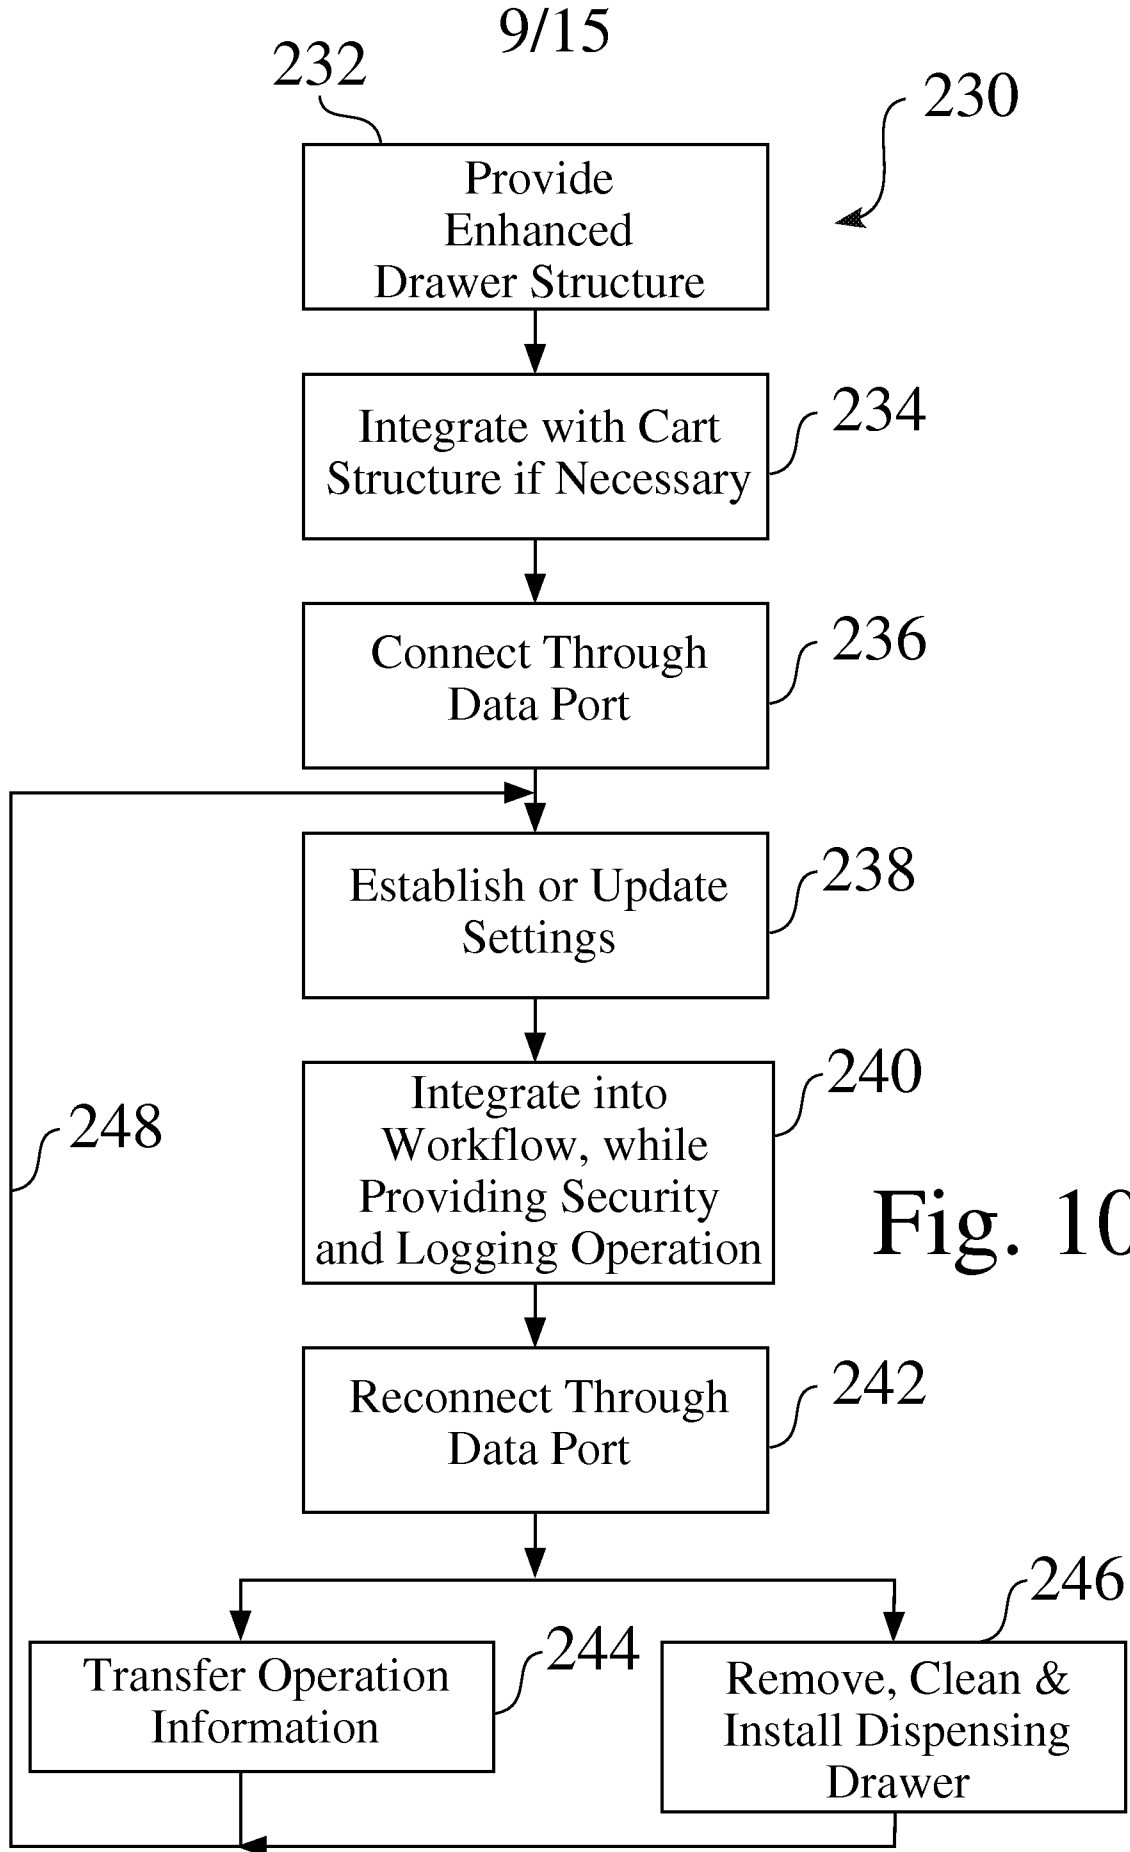 9/15
232
230
Provide
Enhanced
Drawer Structure
234
Integrate with Cart
Structure if Necessary
236
Connect Through
Data Port
238
Establish or Update
Settings
240
Integrate into
Workflow, while
Providing Security
and Logging Operation
248
Fig. 10
242
Reconnect Through
Data Port
246
244
Transfer Operation
Information
Remove, Clean &
Install Dispensing
Drawer